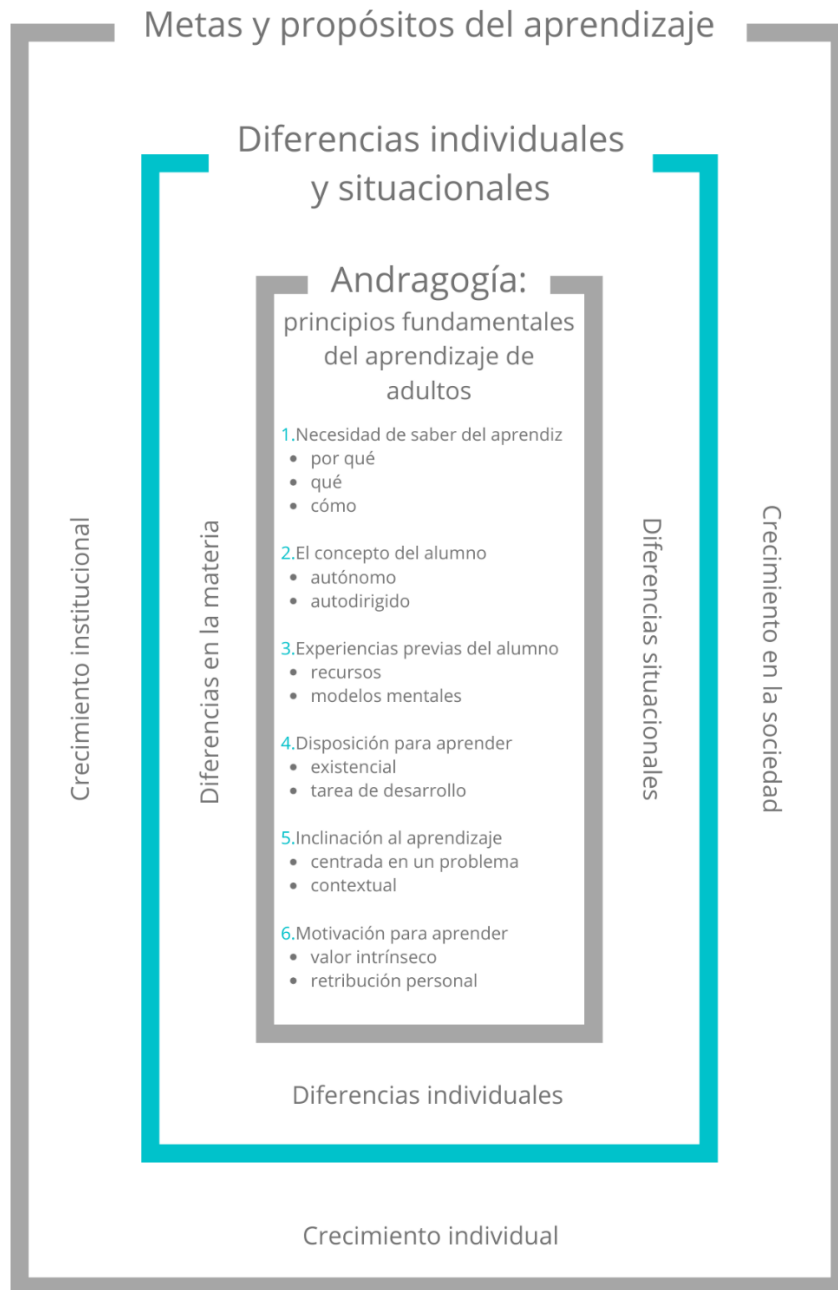 Metas y propósitos del aprendizaje
Diferencias individuales
y situacionales
Andragogía:
principios fundamentales
del aprendizaje de
adultos
1.Necesidad de saber del aprendiz
• por qué
• qué
• cómo
2.El concepto del alumno
• autónomo
• autodirigido
3.Experiencias previas del alumno
• recursos
• modelos mentales
4.Disposición para aprender
• existencial
• tarea de desarrollo
5.Inclinación al aprendizaje
• centrada en un problema
• contextual
6.Motivación para aprender
• valor intrínseco
• retribución personal
Crecimiento institucional
Diferencias en la materia
Diferencias situacionales
Crecimiento en la sociedad
Diferencias individuales
Crecimiento individual